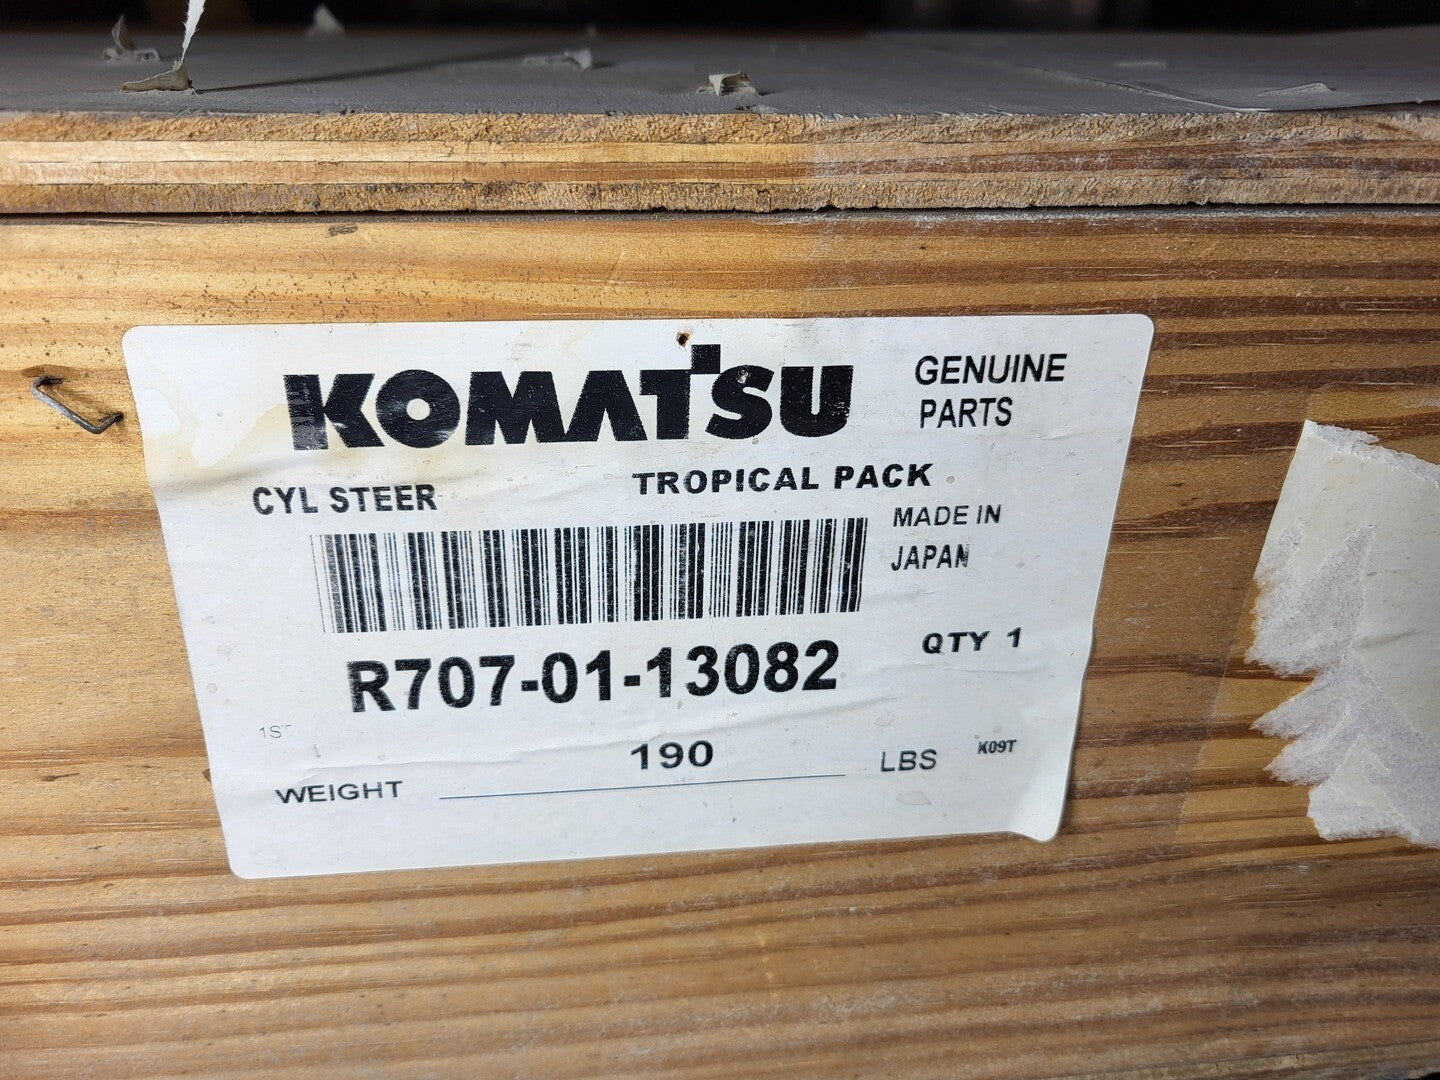 KOMATSU
GENUINE
PARTS
CYL STEER
TROPICAL PACK
MADE IN
JAPAN
R707-01-13082
QTY 1
1ST
WEIGHT 190 LBS
K09T